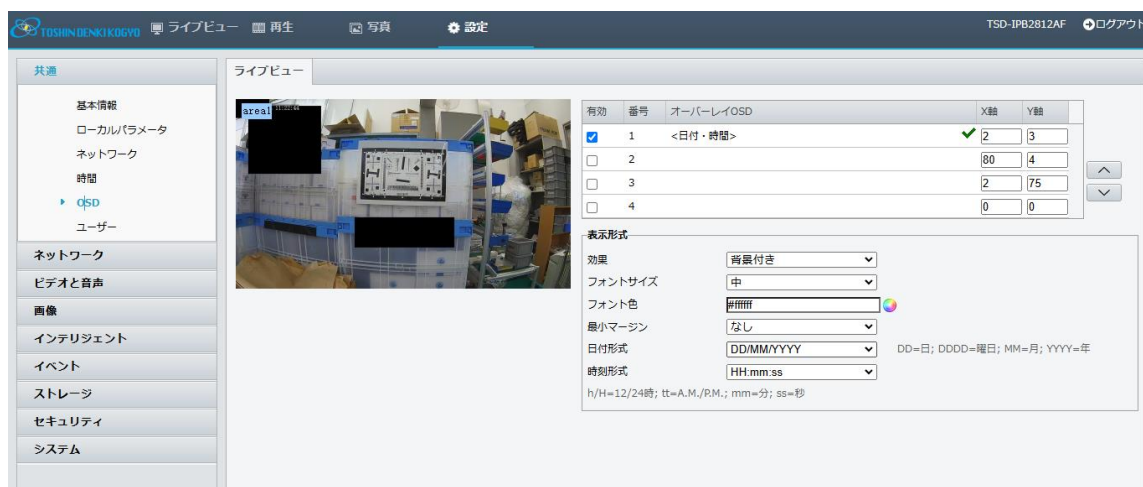 TOSHIN DENKI KOGYO ライブビュー 再生 写真 設定 TSD-IPB2812AF ログアウト
共通
基本情報
ローカルパラメータ
ネットワーク
時間
OSD
ユーザー
ネットワーク
ビデオと音声
画像
インテリジェント
イベント
ストレージ
セキュリティ
システム
ライブビュー
area1
有効 番号 オーバーレイOSD X軸 Y軸
1 <日付・時間> 2 3
2 80 4
3 2 75
4 0 0
表示形式
効果 背景付き
フォントサイズ 中
フォント色 #ffffff
最小マージン なし
日付形式 DD/MM/YYYY DD=日; DDDD=曜日; MM=月; YYYY=年
時刻形式 HH:mm:ss
h/H=12/24時; tt=A.M./P.M.; mm=分; ss=秒